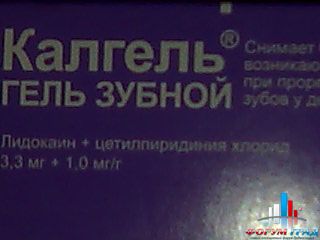 Калгель®
ГЕЛЬ ЗУБНОЙ
Снимает
возникаю
при проре
зубов у де
Лидокаин + цетилпиридиния хлорид
3,3 мг + 1,0 мг/г
ФОРУМ ГРАД